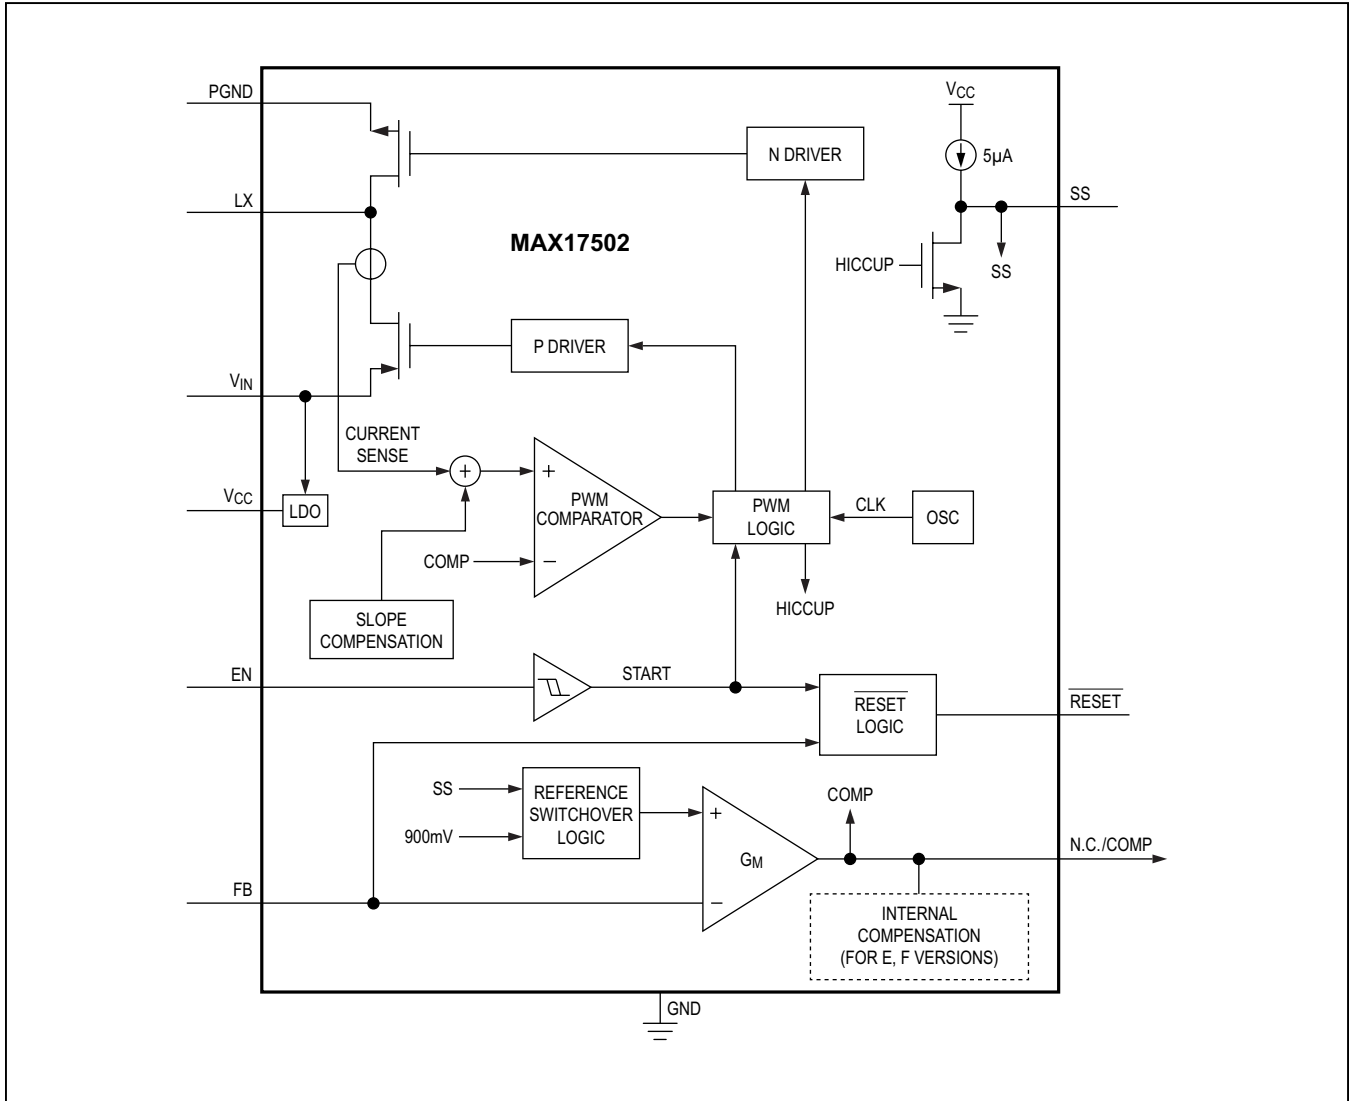 PGND
VCC
N DRIVER
5µA
LX
SS
MAX17502
HICCUP
SS
P DRIVER
VIN
CURRENT
SENSE
+
+
VCC
LDO
PWM
COMPARATOR
PWM
LOGIC
CLK
OSC
COMP
−
HICCUP
SLOPE
COMPENSATION
EN
START
RESET
LOGIC
RESET
SS
REFERENCE
SWITCHOVER
LOGIC
900mV
+
COMP
GM
N.C./COMP
FB
−
INTERNAL
COMPENSATION
(FOR E, F VERSIONS)
GND